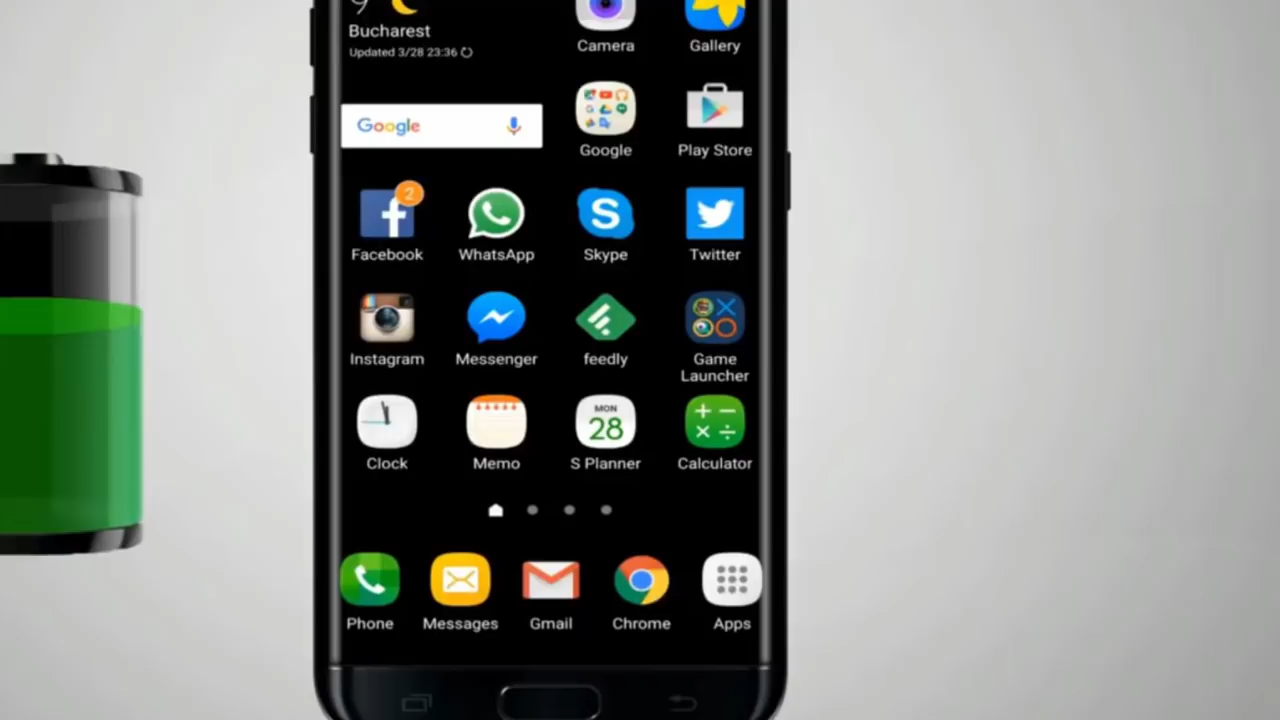 Bucharest
Updated 3/28 23:36
Camera
Gallery
Google
Google
Play Store
2
Facebook
WhatsApp
S
Skype
Twitter
Instagram
Messenger
feedly
Game
Launcher
Clock
Memo
MON
28
S Planner
Calculator
Phone
Messages
Gmail
Chrome
Apps